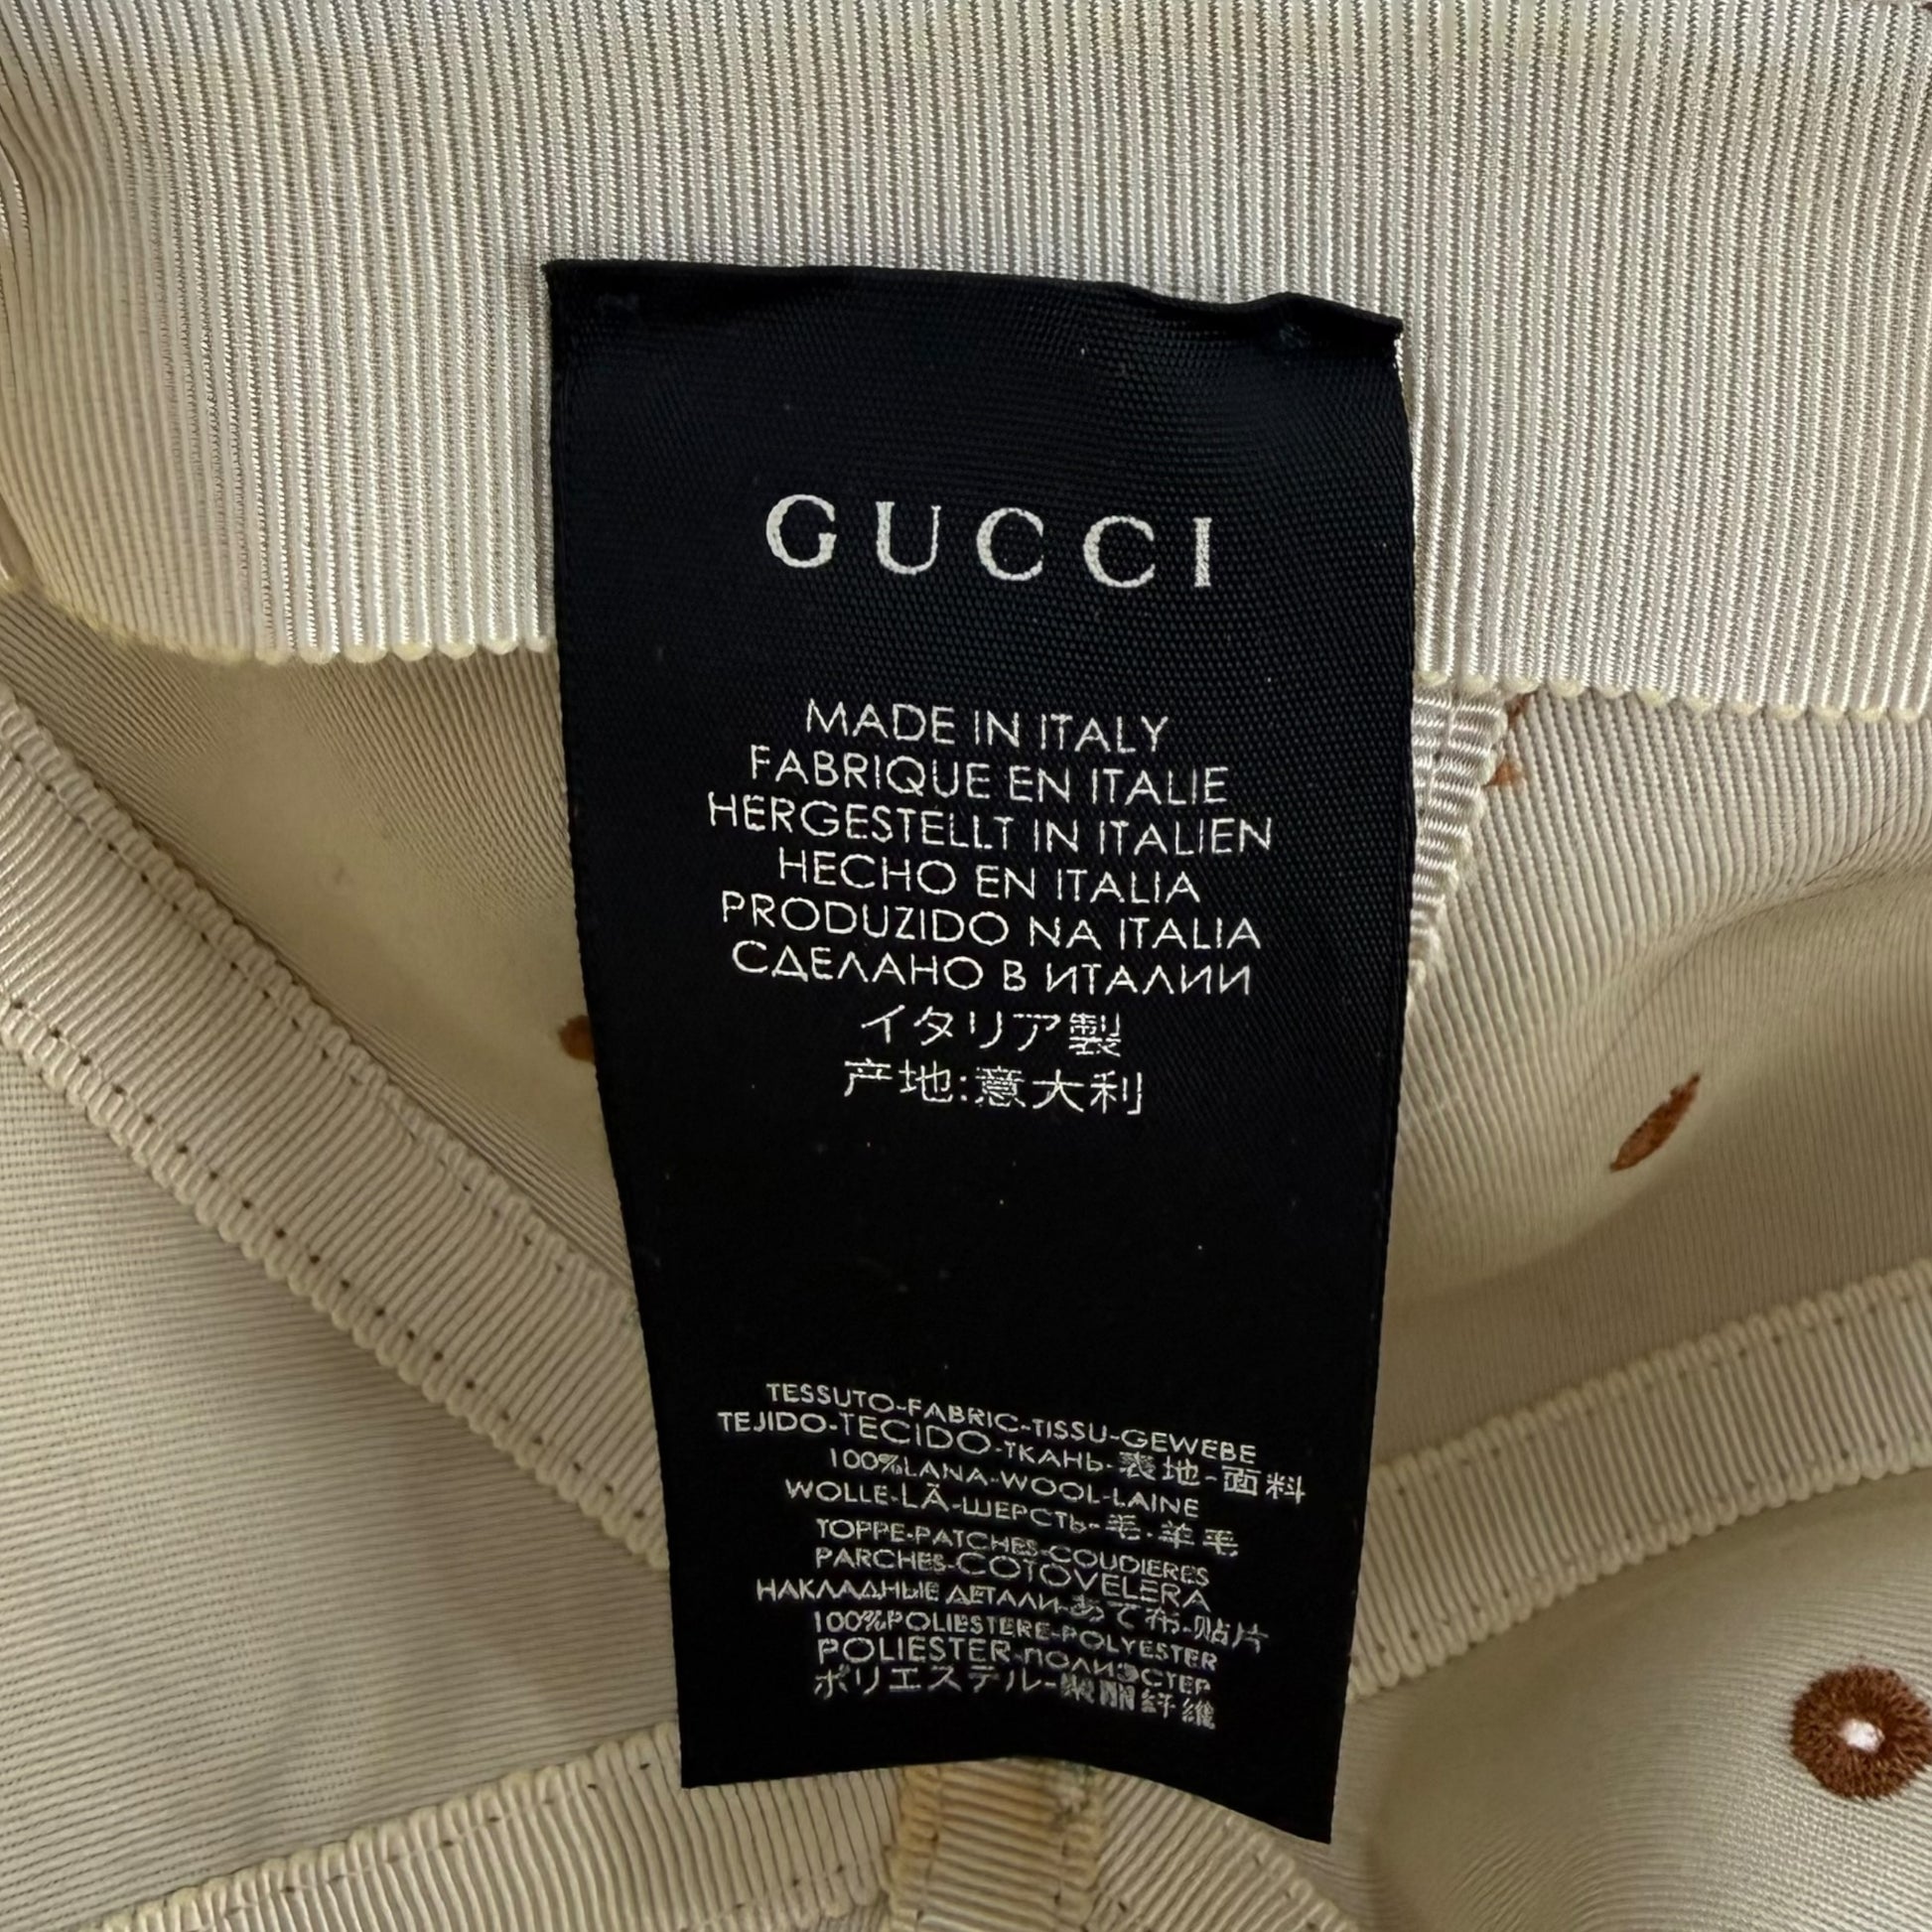 GUCCI
MADE IN ITALY
FABRIQUE EN ITALIE
HERGESTELLT IN ITALIEN
HECHO EN ITALIA
PRODUZIDO NA ITALIA
СДЕЛАНО В ИТАЛИИ
イタリア製
产地:意大利
TESSUTO-FABRIC-TISSU-GEWEBE
TEJIDO-TECIDO-ТКАНЬ-表地-面料
100%LANA-WOOL-LAINE
WOLLE-LÃ-ШЕРСТЬ-毛-羊毛
TOPPE-PATCHES-COUDIERES
PARCHES-COTOVELERA
НАКЛАДНЫЕ ДЕТАЛИ-あて布-贴片
100%POLIESTERE-POLYESTER
POLIESTER-ПОЛИЭСТЕР
ポリエステル-聚酯纤维